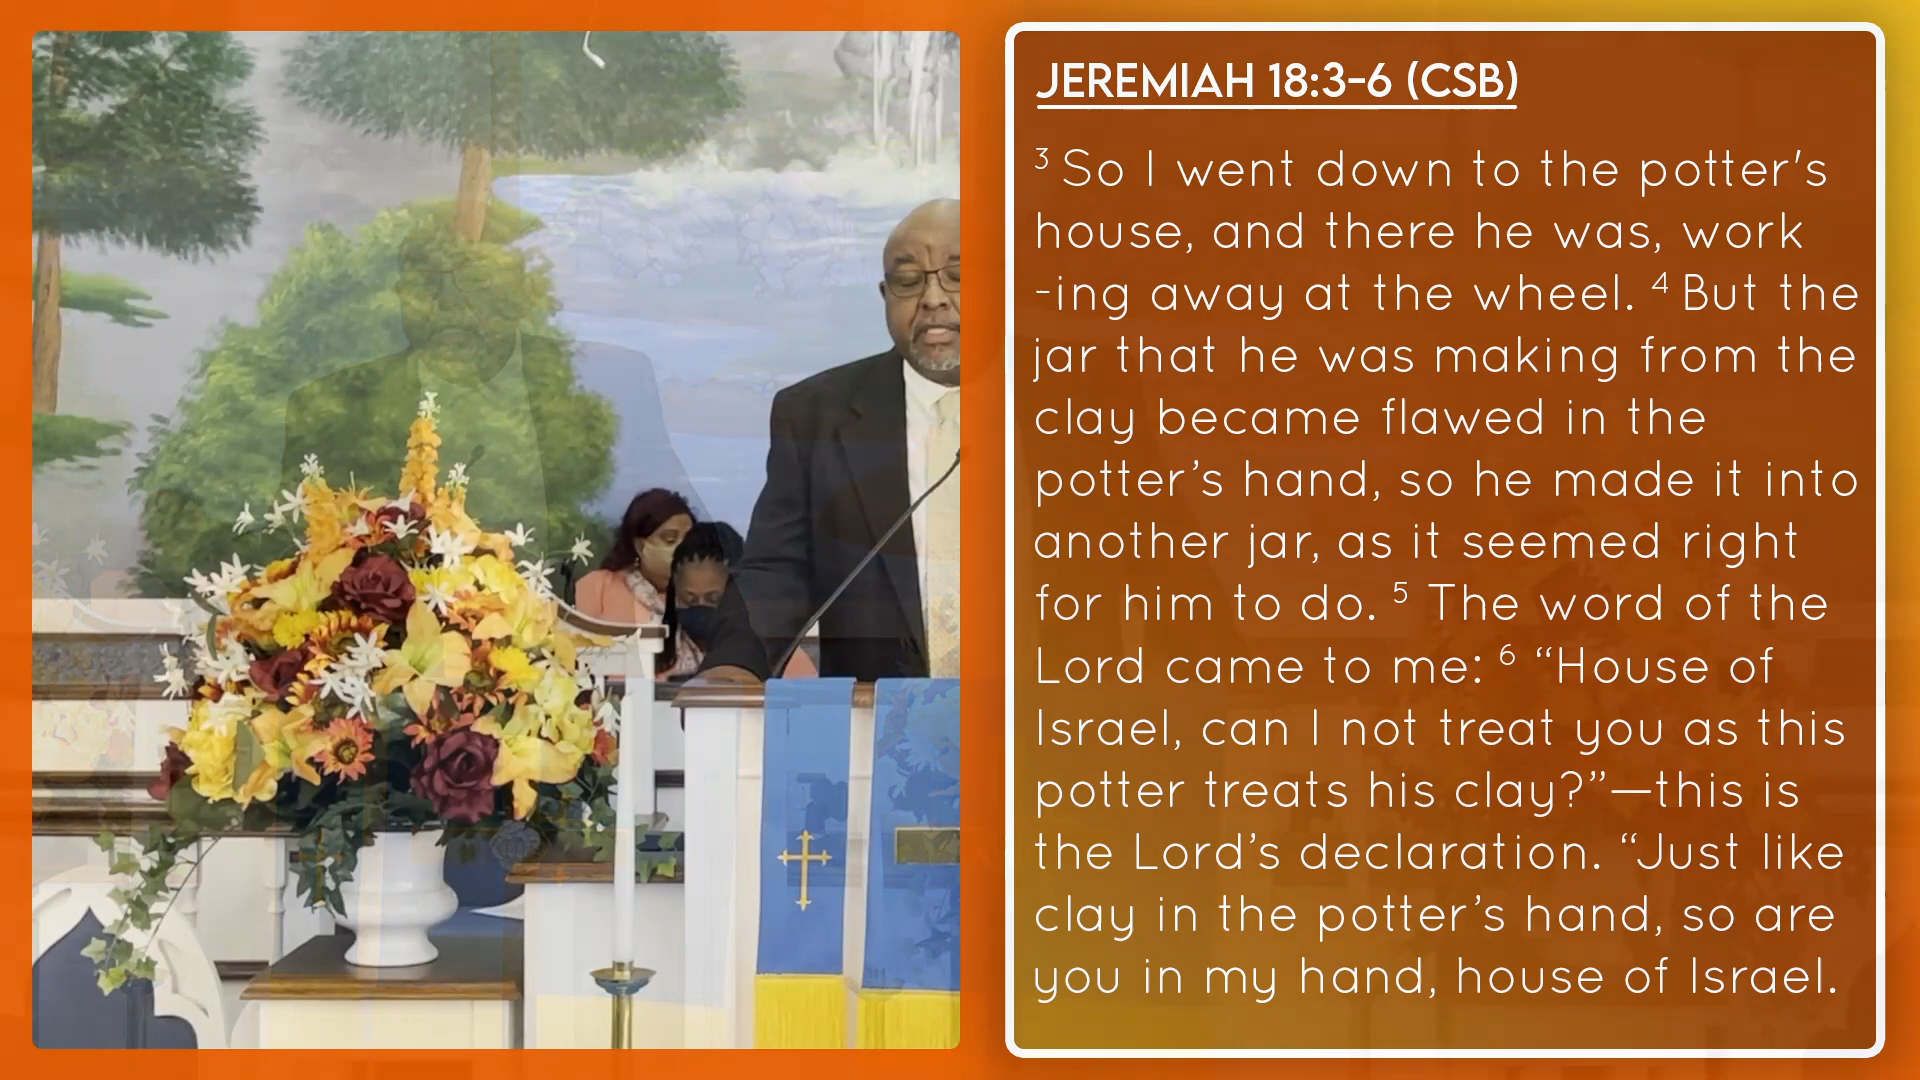 JEREMIAH 18:3-6 (CSB)
3 So I went down to the potter's
house, and there he was, work
-ing away at the wheel. 4 But the
jar that he was making from the
clay became flawed in the
potter’s hand, so he made it into
another jar, as it seemed right
for him to do. 5 The word of the
Lord came to me: 6 “House of
Israel, can I not treat you as this
potter treats his clay?”—this is
the Lord’s declaration. “Just like
clay in the potter’s hand, so are
you in my hand, house of Israel.